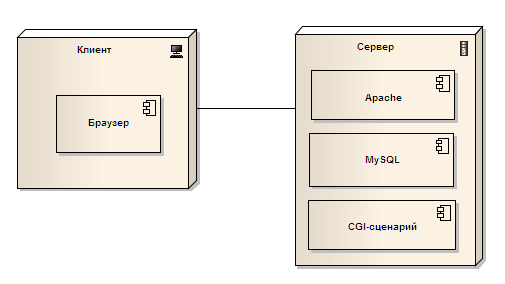 Клиент
Браузер
Сервер
Apache
MySQL
CGI-сценарий